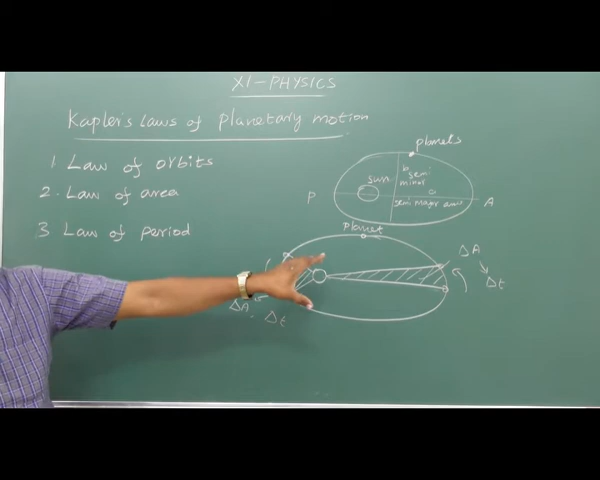 XI-PHYSICS
Kapler's Laws of planetary motion
1 Law of orbits
2. Law of area
3 Law of period
planets
sun
b
semi
minor
P
semi major
A
planet
ΔA
Δt
ΔA.
Δt